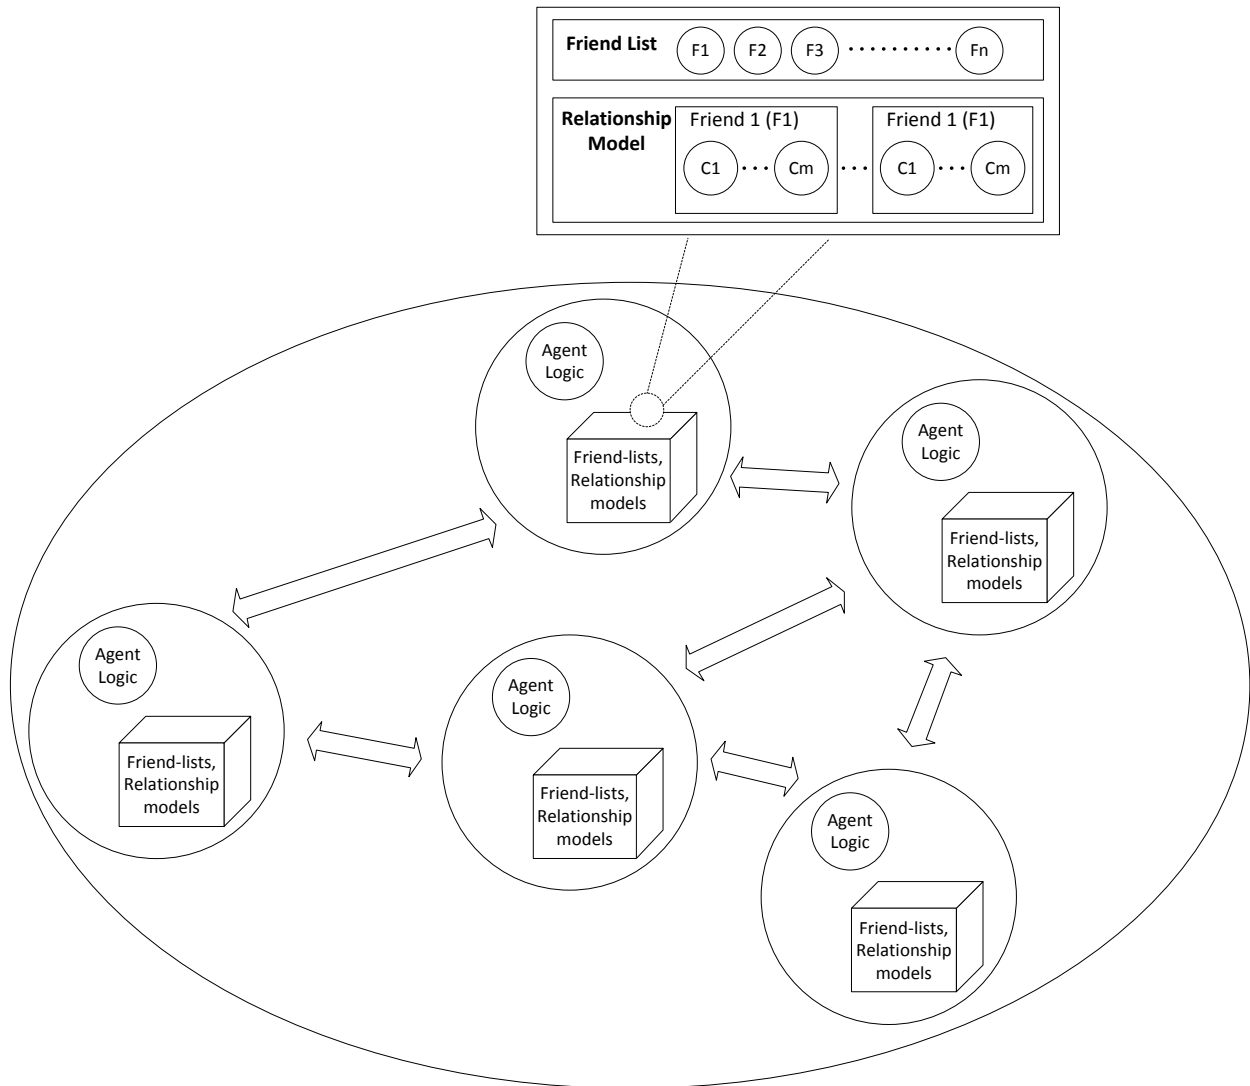 Friend List F1 F2 F3 ·········· Fn
Relationship Model
Friend 1 (F1)
C1 ··· Cm
···
Friend 1 (F1)
C1 ··· Cm
Agent
Logic
Friend-lists,
Relationship
models
Agent
Logic
Friend-lists,
Relationship
models
Agent
Logic
Friend-lists,
Relationship
models
Agent
Logic
Friend-lists,
Relationship
models
Agent
Logic
Friend-lists,
Relationship
models